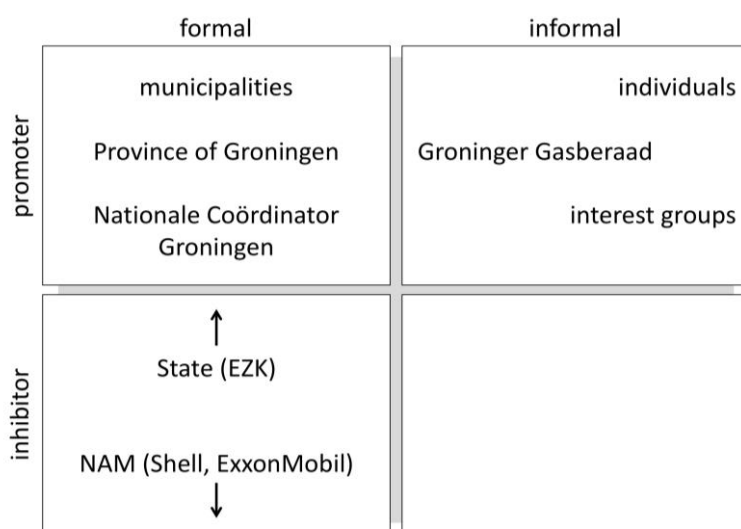 formal
informal
promoter
municipalities
Province of Groningen
Nationale Coördinator
Groningen
individuals
Groninger Gasberaad
interest groups
inhibitor
State (EZK)
NAM (Shell, ExxonMobil)